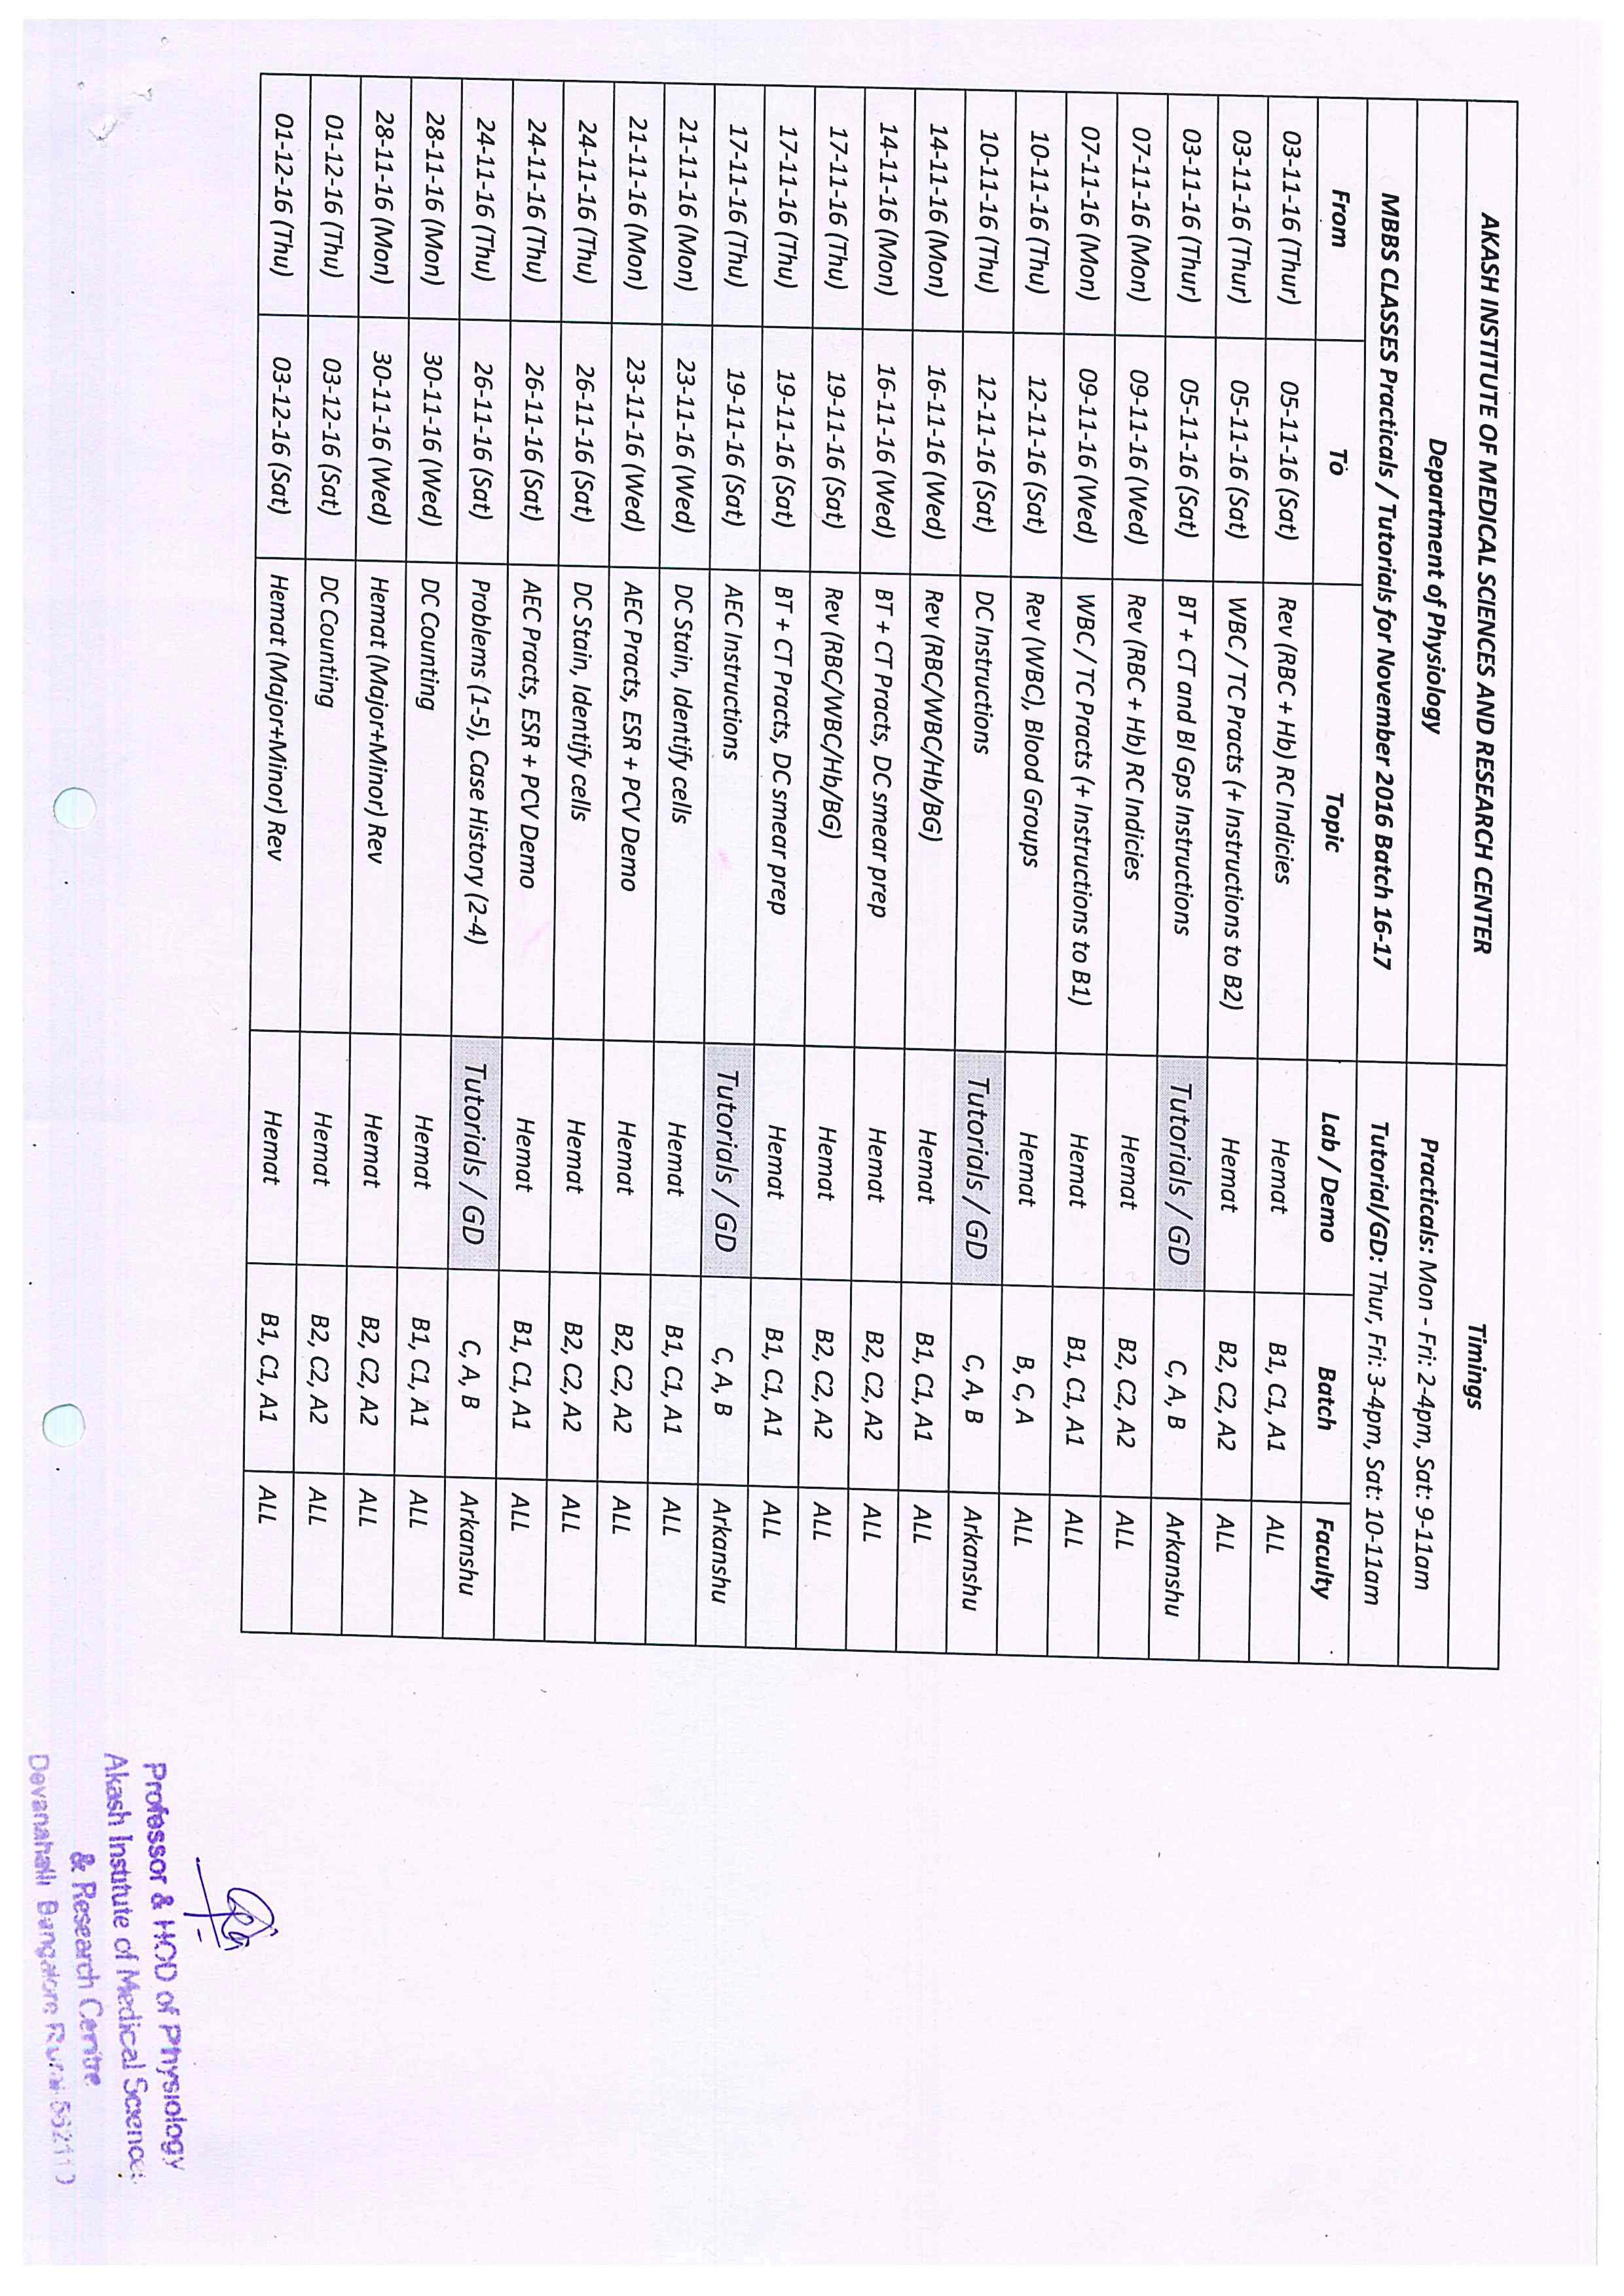 AKASH INSTITUTE OF MEDICAL SCIENCES AND RESEARCH CENTER Timings
Department of Physiology Practicals: Mon - Fri: 2-4pm, Sat: 9-11am
MBBS CLASSES Practicals / Tutorials for November 2016 Batch 16-17 Tutorial/GD: Thur, Fri: 3-4pm, Sat: 10-11am
From To Topic Lab / Demo Batch Faculty
03-11-16 (Thur) 05-11-16 (Sat) Rev (RBC + Hb) RC Indicies Hemat B1, C1, A1 ALL
03-11-16 (Thur) 05-11-16 (Sat) WBC / TC Practs (+ Instructions to B2) Hemat B2, C2, A2 ALL
03-11-16 (Thur) 05-11-16 (Sat) BT + CT and Bl Gps Instructions Tutorials / GD C, A, B Arkanshu
07-11-16 (Mon) 09-11-16 (Wed) Rev (RBC + Hb) RC Indicies Hemat B2, C2, A2 ALL
07-11-16 (Mon) 09-11-16 (Wed) WBC / TC Practs (+ Instructions to B1) Hemat B1, C1, A1 ALL
10-11-16 (Thu) 12-11-16 (Sat) Rev (WBC), Blood Groups Hemat B, C, A ALL
10-11-16 (Thu) 12-11-16 (Sat) DC Instructions Tutorials / GD C, A, B Arkanshu
14-11-16 (Mon) 16-11-16 (Wed) Rev (RBC/WBC/Hb/BG) Hemat B1, C1, A1 ALL
14-11-16 (Mon) 16-11-16 (Wed) BT + CT Practs, DC smear prep Hemat B2, C2, A2 ALL
17-11-16 (Thu) 19-11-16 (Sat) Rev (RBC/WBC/Hb/BG) Hemat B2, C2, A2 ALL
17-11-16 (Thu) 19-11-16 (Sat) BT + CT Practs, DC smear prep Hemat B1, C1, A1 ALL
17-11-16 (Thu) 19-11-16 (Sat) AEC Instructions Tutorials / GD C, A, B Arkanshu
21-11-16 (Mon) 23-11-16 (Wed) DC Stain, Identify cells Hemat B1, C1, A1 ALL
21-11-16 (Mon) 23-11-16 (Wed) AEC Practs, ESR + PCV Demo Hemat B2, C2, A2 ALL
24-11-16 (Thu) 26-11-16 (Sat) DC Stain, Identify cells Hemat B2, C2, A2 ALL
24-11-16 (Thu) 26-11-16 (Sat) AEC Practs, ESR + PCV Demo Hemat B1, C1, A1 ALL
24-11-16 (Thu) 26-11-16 (Sat) Problems (1-5), Case History (2-4) Tutorials / GD C, A, B Arkanshu
28-11-16 (Mon) 30-11-16 (Wed) DC Counting Hemat B1, C1, A1 ALL
28-11-16 (Mon) 30-11-16 (Wed) Hemat (Major+Minor) Rev Hemat B2, C2, A2 ALL
01-12-16 (Thu) 03-12-16 (Sat) DC Counting Hemat B2, C2, A2 ALL
01-12-16 (Thu) 03-12-16 (Sat) Hemat (Major+Minor) Rev Hemat B1, C1, A1 ALL
Professor & HOD of Physiology
Akash Institute of Medical Science
& Research Centre
Devanahalli Bangalore